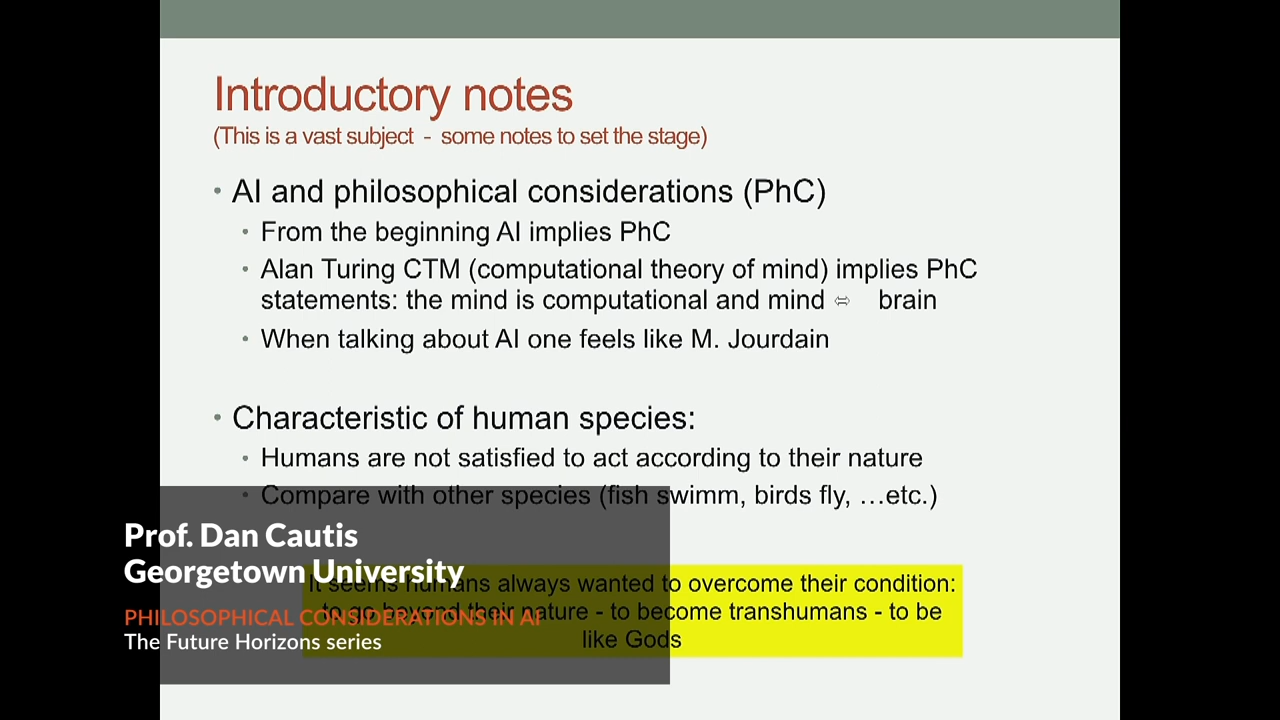 Introductory notes
(This is a vast subject - some notes to set the stage)
• AI and philosophical considerations (PhC)
• From the beginning AI implies PhC
• Alan Turing CTM (computational theory of mind) implies PhC
statements: the mind is computational and mind ⇔ brain
• When talking about AI one feels like M. Jourdain
• Characteristic of human species:
• Humans are not satisfied to act according to their nature
• Compare with other species (fish swimm, birds fly, …etc.)
It seems humans always wanted to overcome their condition:
to go beyond their nature - to become transhumans - to be
like Gods
Prof. Dan Cautis
Georgetown University
PHILOSOPHICAL CONSIDERATIONS IN AI
The Future Horizons series